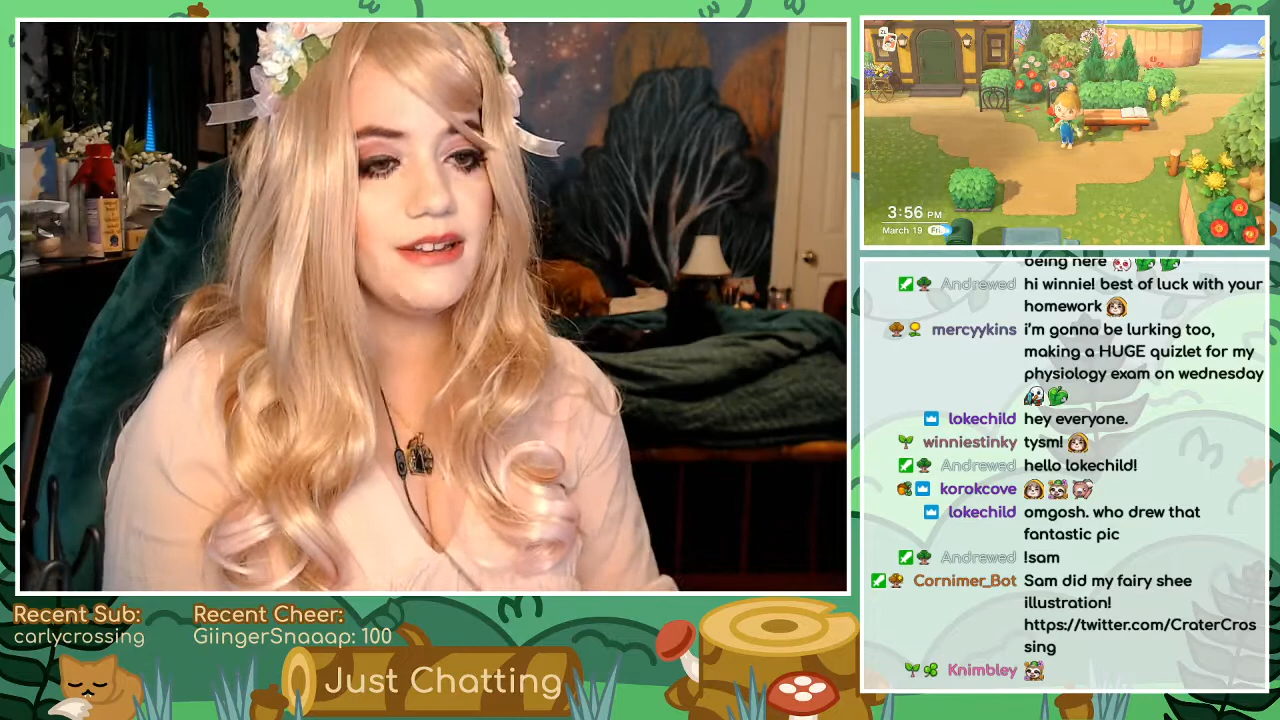 3:56 PM
March 19 Fri.
being here
Andrewed hi winnie! best of luck with your
homework
mercyykins i'm gonna be lurking too,
making a HUGE quizlet for my
physiology exam on wednesday
lokechild hey everyone.
winniestinky tysm!
Andrewed hello lokechild!
korokcove
lokechild omgosh. who drew that
fantastic pic
Andrewed !sam
Cornimer_Bot Sam did my fairy shee
illustration!
https://twitter.com/CraterCros
sing
Knimbley
Recent Sub:
carlycrossing
Recent Cheer:
GiingerSnaaap: 100
Just Chatting